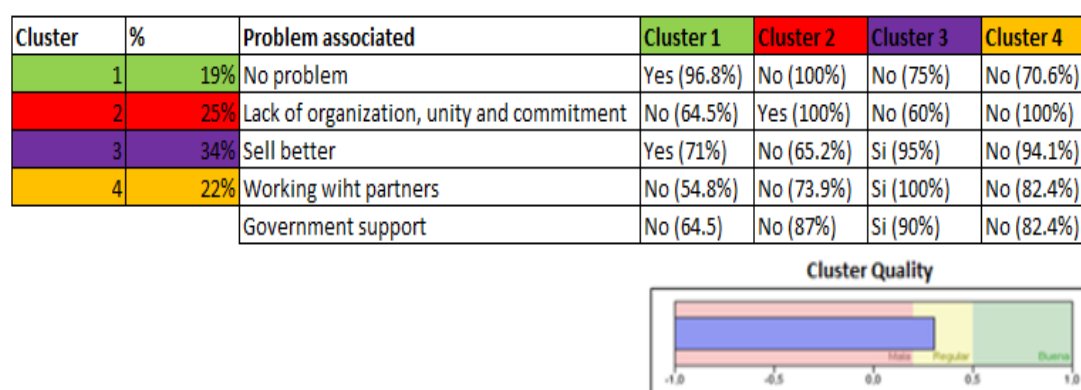 Cluster % Problem associated Cluster 1 Cluster 2 Cluster 3 Cluster 4
1 19% No problem Yes (96.8%) No (100%) No (75%) No (70.6%)
2 25% Lack of organization, unity and commitment No (64.5%) Yes (100%) No (60%) No (100%)
3 34% Sell better Yes (71%) No (65.2%) Si (95%) No (94.1%)
4 22% Working wiht partners No (54.8%) No (73.9%) Si (100%) No (82.4%)
Government support No (64.5) No (87%) Si (90%) No (82.4%)
Cluster Quality
Mala Regular Buena
-1.0 -0.5 0.0 0.5 1.0